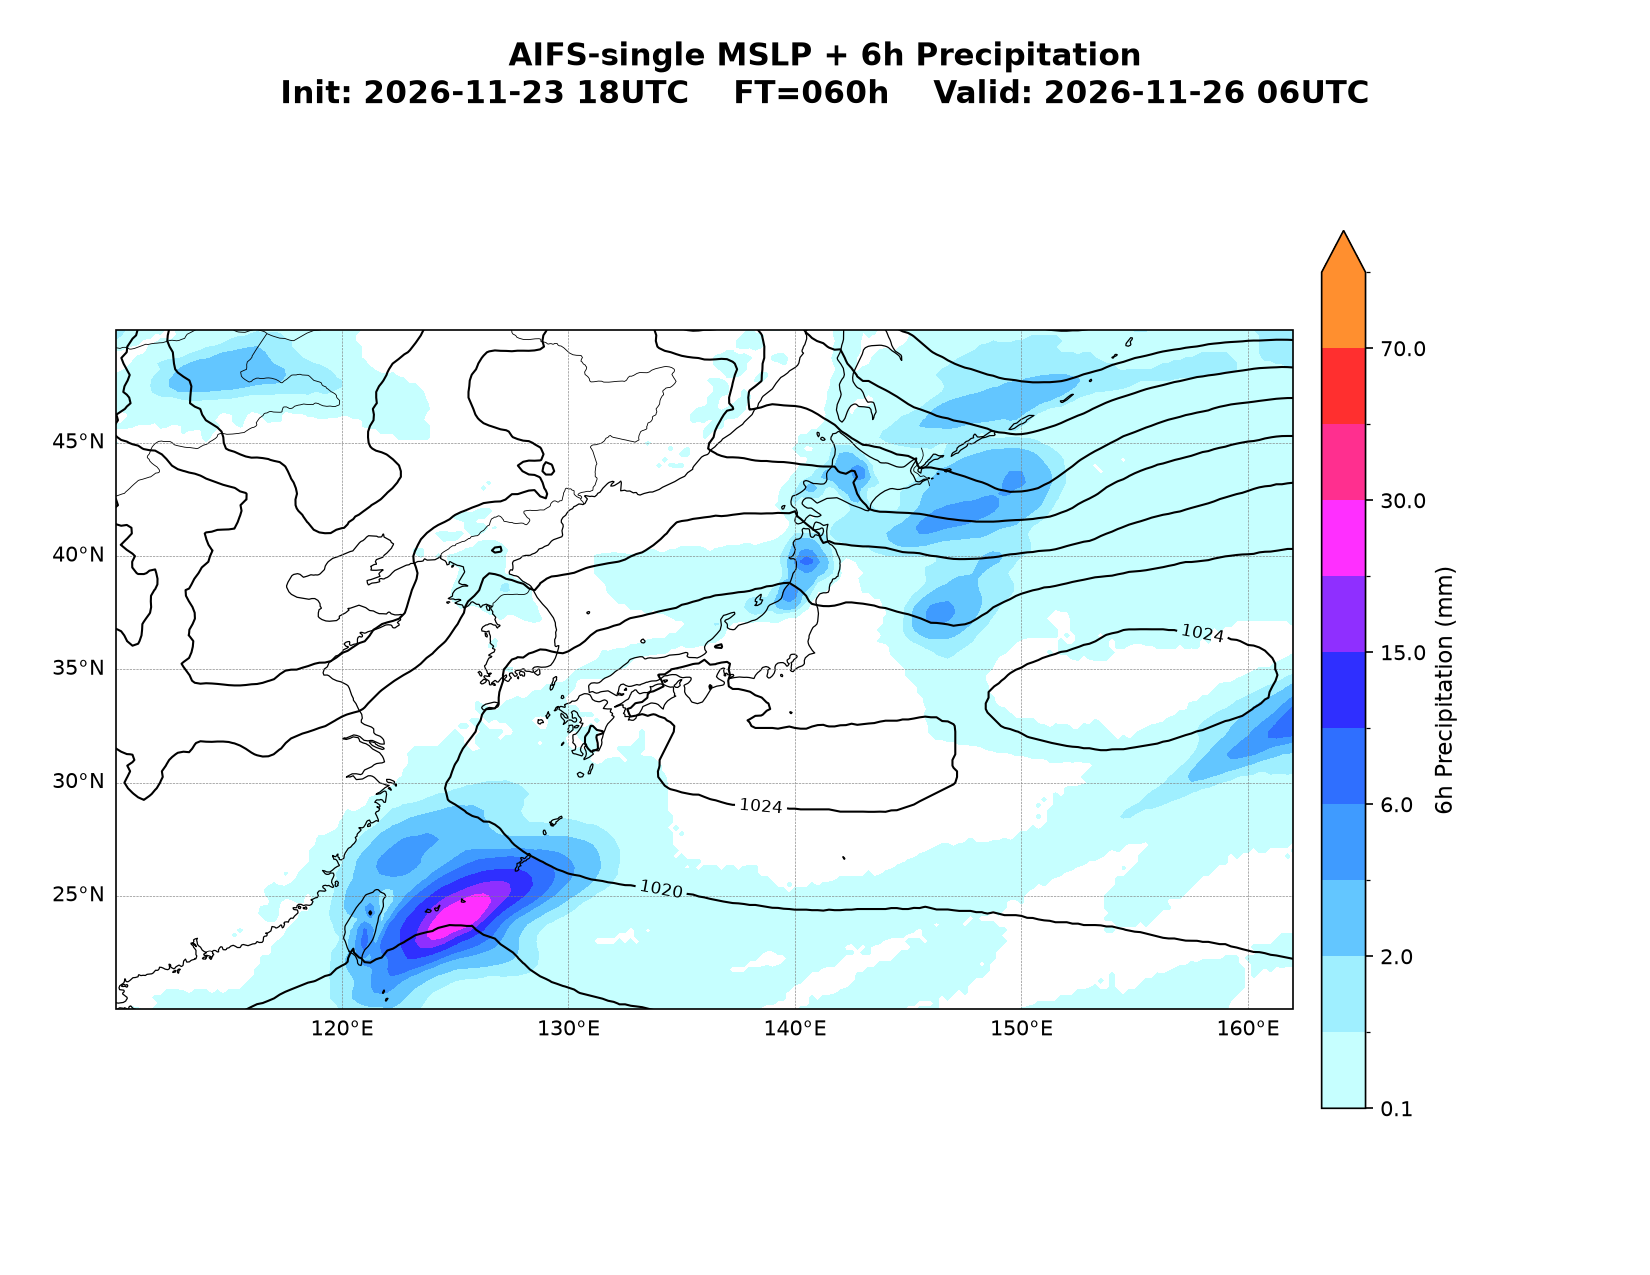 AIFS-single MSLP + 6h Precipitation
Init: 2026-11-23 18UTC    FT=060h    Valid: 2026-11-26 06UTC
70.0
30.0
15.0
6.0
2.0
0.1
6h Precipitation (mm)
45°N
40°N
35°N
30°N
25°N
1024
1024
1020
120°E
130°E
140°E
150°E
160°E